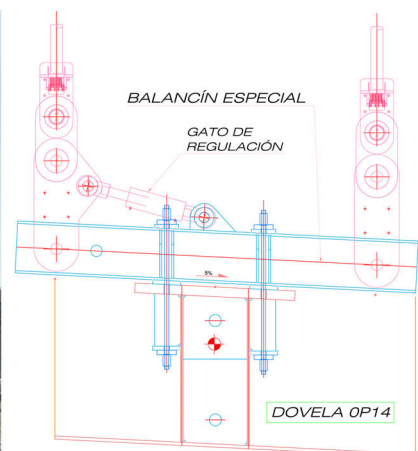 BALANCÍN ESPECIAL
GATO DE
REGULACIÓN
5%
DOVELA 0P14